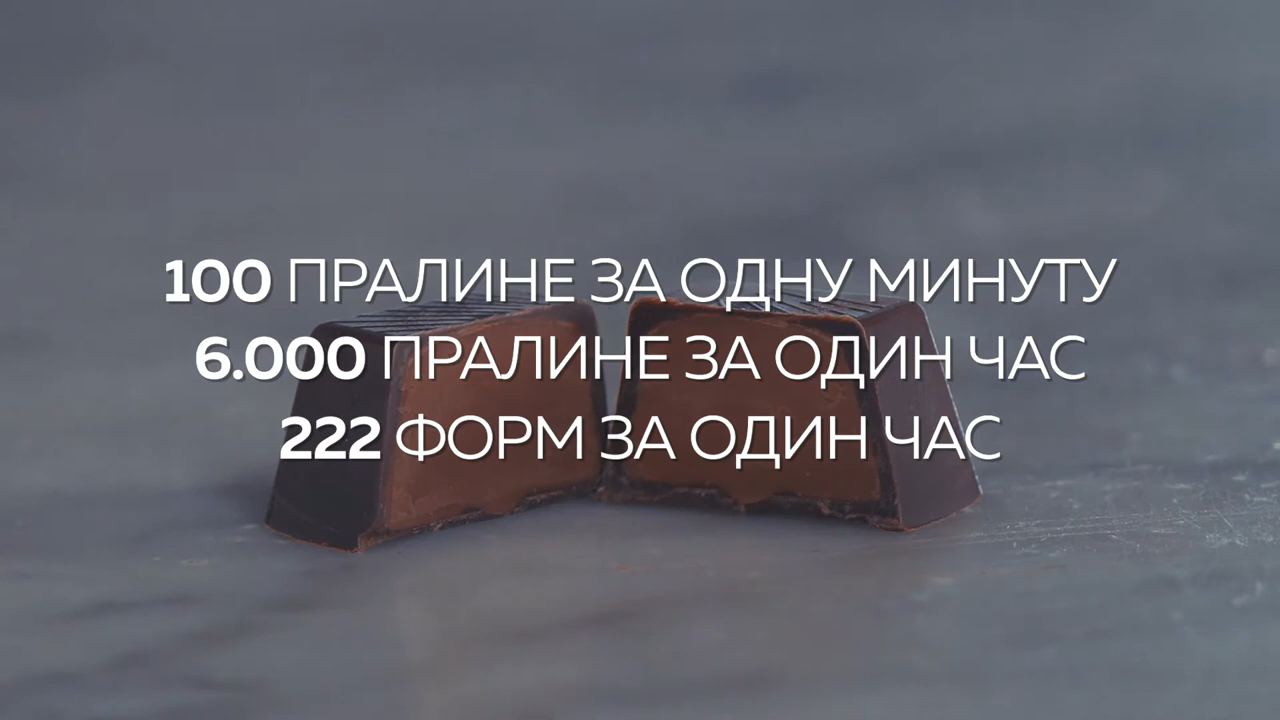 100 ПРАЛИНЕ ЗА ОДНУ МИНУТУ
6.000 ПРАЛИНЕ ЗА ОДИН ЧАС
222 ФОРМ ЗА ОДИН ЧАС